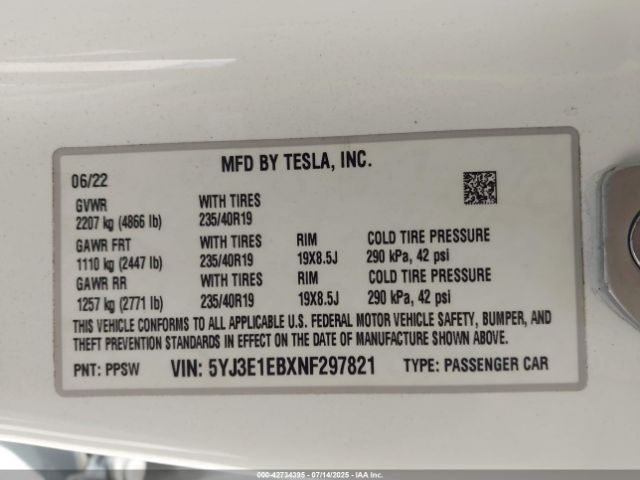 MFD BY TESLA, INC.
06/22
GVWR WITH TIRES
2207 kg (4866 lb) 235/40R19
GAWR FRT WITH TIRES RIM COLD TIRE PRESSURE
1110 kg (2447 lb) 235/40R19 19X8.5J 290 kPa, 42 psi
GAWR RR WITH TIRES RIM COLD TIRE PRESSURE
1257 kg (2771 lb) 235/40R19 19X8.5J 290 kPa, 42 psi
THIS VEHICLE CONFORMS TO ALL APPLICABLE U.S. FEDERAL MOTOR VEHICLE SAFETY, BUMPER, AND
THEFT PREVENTION STANDARDS IN EFFECT ON THE DATE OF MANUFACTURE SHOWN ABOVE.
PNT: PPSW VIN: 5YJ3E1EBXNF297821 TYPE: PASSENGER CAR
000-42734395 - 07/14/2025 - IAA, Inc.